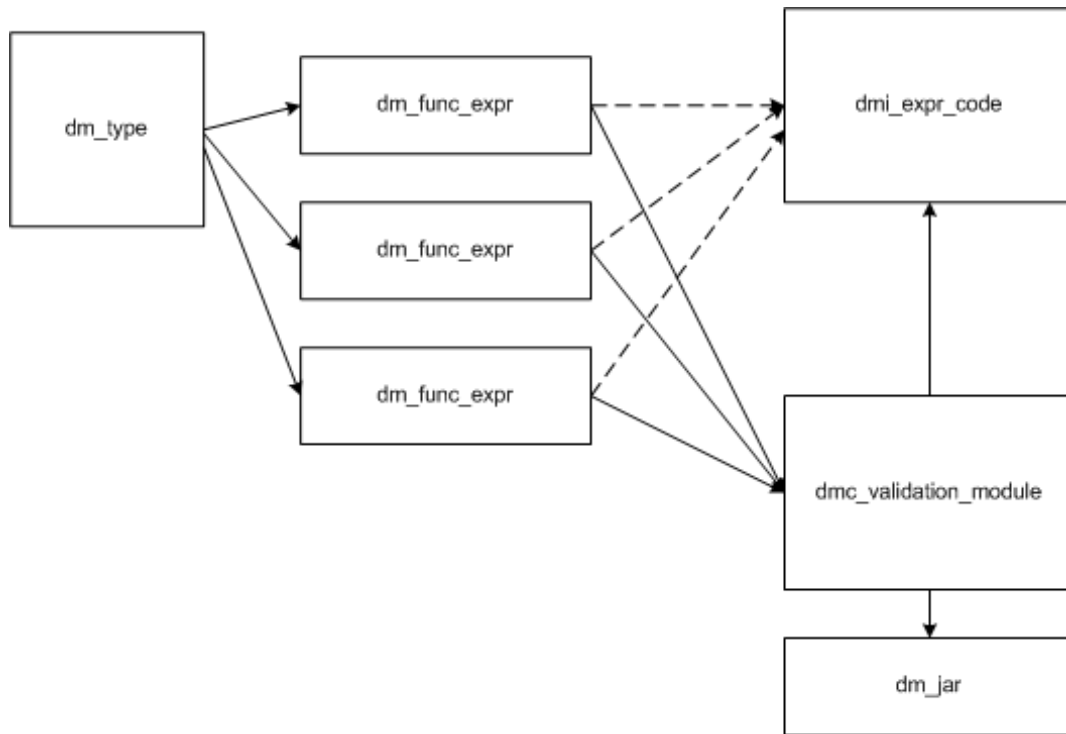 dm_type
dm_func_expr
dm_func_expr
dm_func_expr
dmi_expr_code
dmc_validation_module
dm_jar